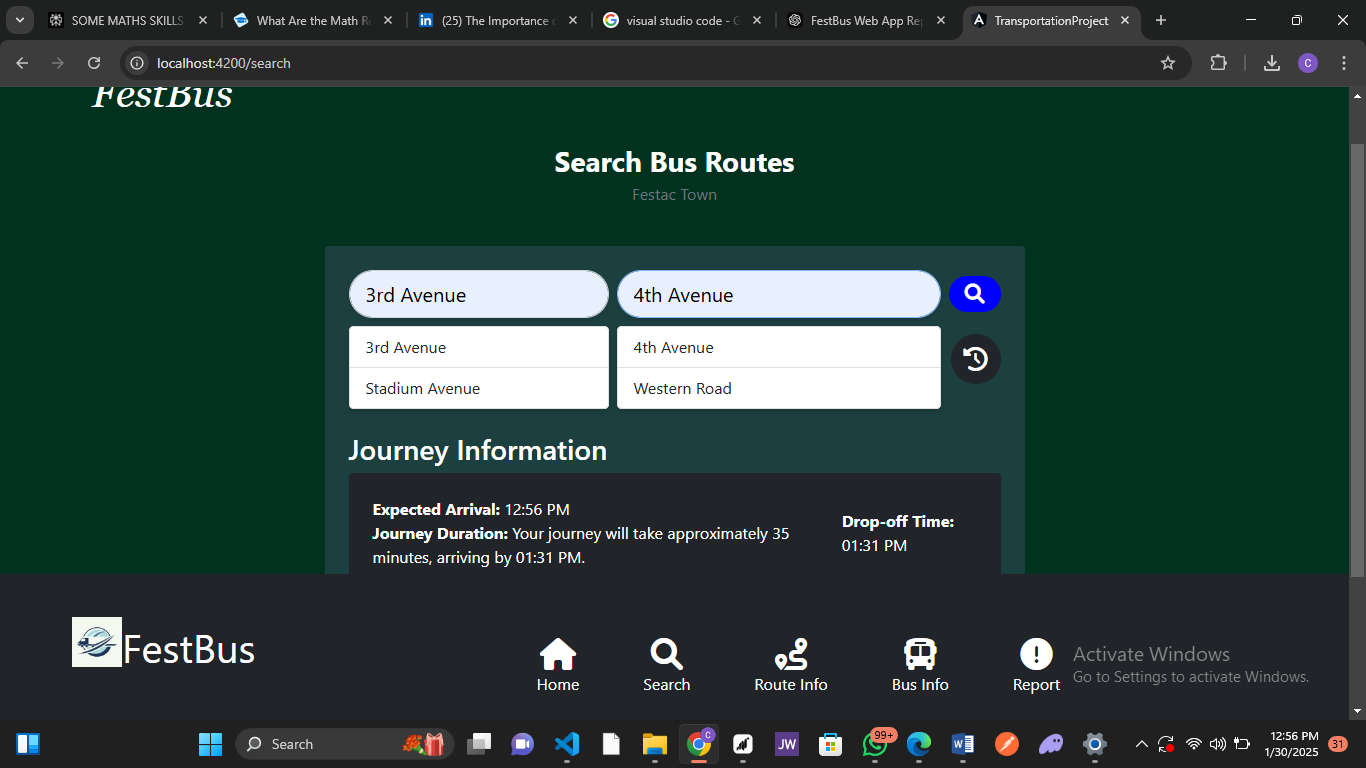 SOME MATHS SKILLS
What Are the Math Re
(25) The Importance o
visual studio code - G
FestBus Web App Rep
TransportationProject
localhost:4200/search
C
FestBus
Search Bus Routes
Festac Town
3rd Avenue
4th Avenue
3rd Avenue
4th Avenue
Stadium Avenue
Western Road
Journey Information
Expected Arrival: 12:56 PM
Journey Duration: Your journey will take approximately 35
minutes, arriving by 01:31 PM.
Drop-off Time:
01:31 PM
FestBus
Home
Search
Route Info
Bus Info
Report
Activate Windows
Go to Settings to activate Windows.
Search
C
JW
99+
12:56 PM
1/30/2025
31